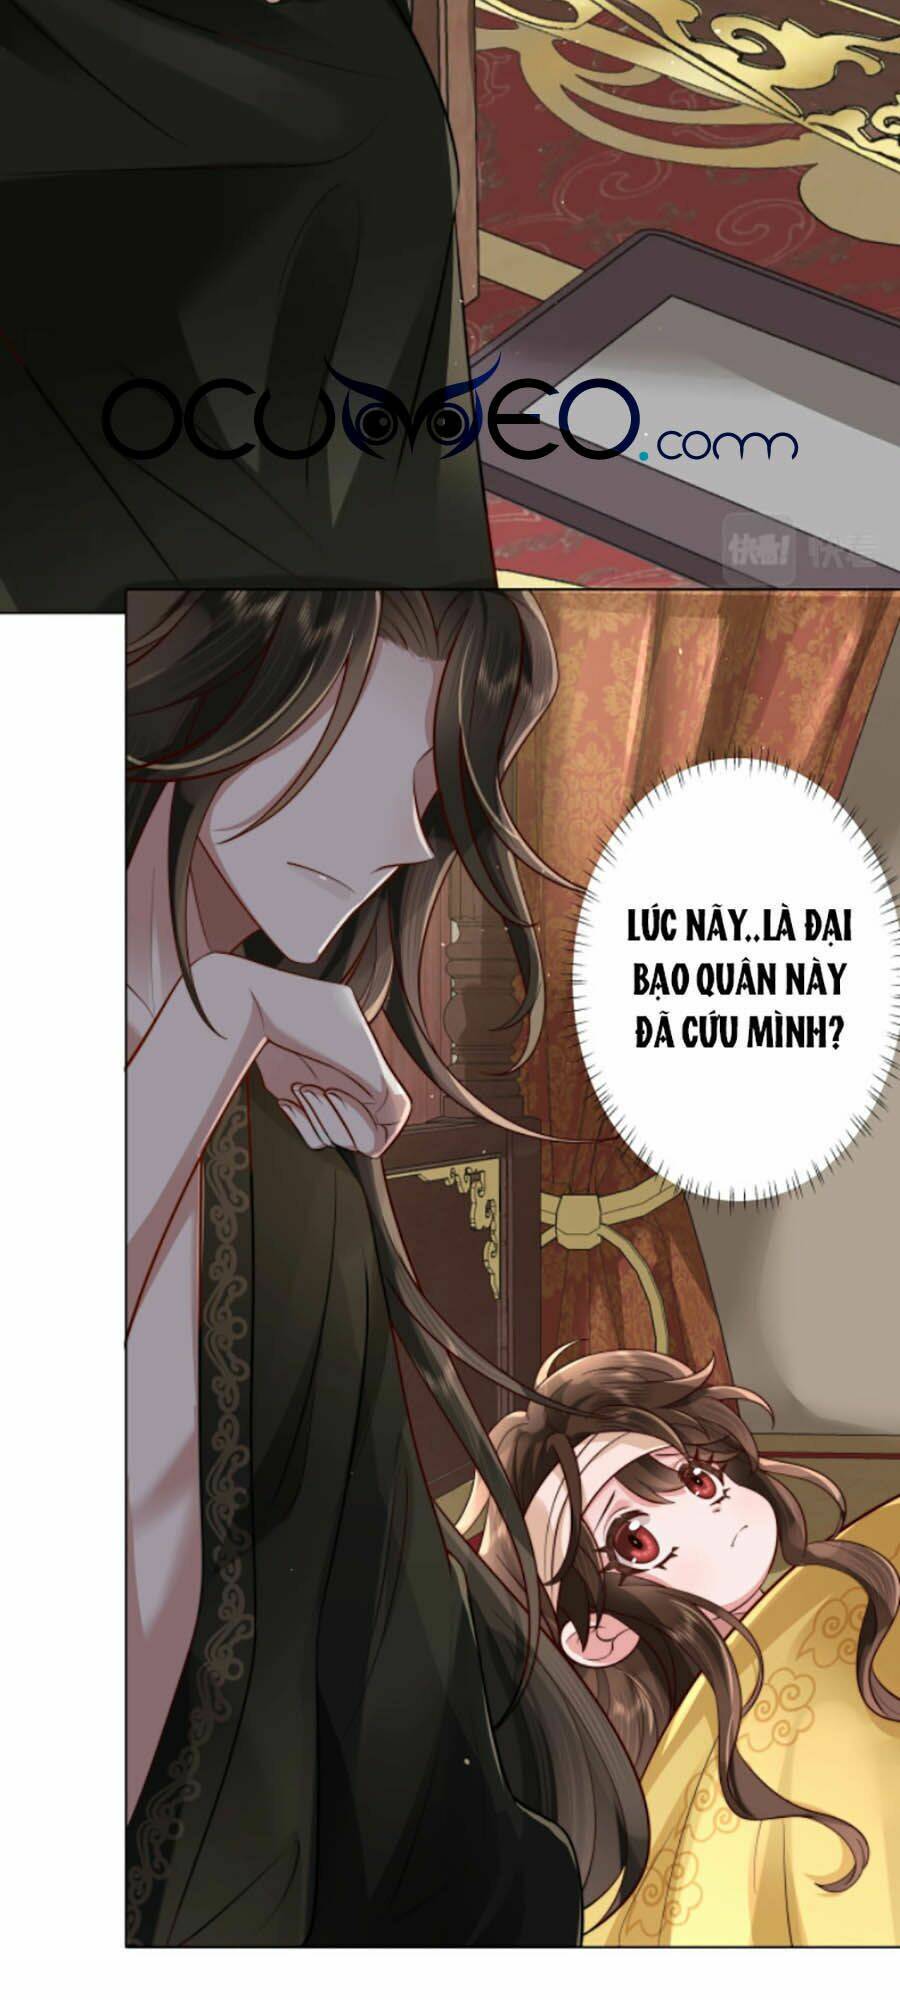 OCUMEO.com
快看! 快看
LÚC NÃY..LÀ ĐẠI
BẠO QUÂN NÀY
ĐÃ CỨU MÌNH?